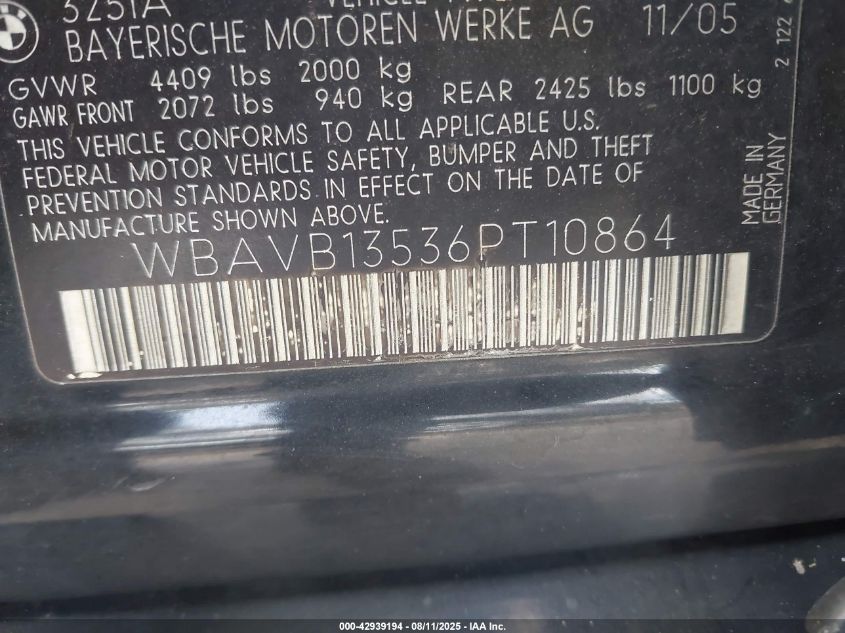 325iA
BAYERISCHE MOTOREN WERKE AG 11/05
GVWR 4409 lbs 2000 kg
GAWR FRONT 2072 lbs 940 kg REAR 2425 lbs 1100 kg
THIS VEHICLE CONFORMS TO ALL APPLICABLE U.S.
FEDERAL MOTOR VEHICLE SAFETY, BUMPER AND THEFT
PREVENTION STANDARDS IN EFFECT ON THE DATE OF
MANUFACTURE SHOWN ABOVE.
WBAVB13536PT10864
MADE IN
GERMANY
2 122
000-42939194 - 08/11/2025 - IAA Inc.